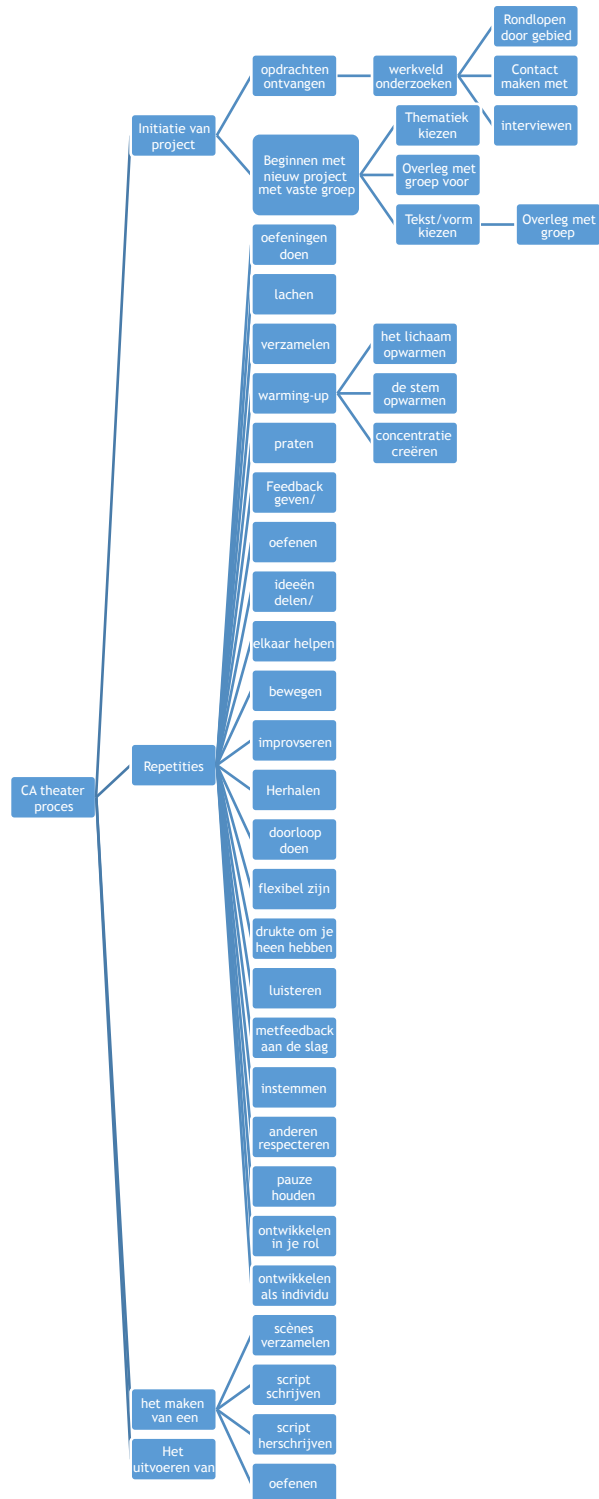 Rondlopen
door gebied
opdrachten
ontvangen
werkveld
onderzoeken
Contact
maken met
interviewen
Initiatie van
project
Beginnen met
nieuw project
met vaste groep
Thematiek
kiezen
Overleg met
groep voor
Tekst/vorm
kiezen
Overleg met
groep
oefeningen
doen
lachen
verzamelen
warming-up
het lichaam
opwarmen
de stem
opwarmen
concentratie
creëren
praten
Feedback
geven/
oefenen
ideeën
delen/
elkaar helpen
bewegen
improvseren
Repetities
Herhalen
CA theater
proces
doorloop
doen
flexibel zijn
drukte om je
heen hebben
luisteren
metfeedback
aan de slag
instemmen
anderen
respecteren
pauze
houden
ontwikkelen
in je rol
ontwikkelen
als individu
scènes
verzamelen
script
schrijven
het maken
van een
script
herschrijven
Het
uitvoeren van
oefenen